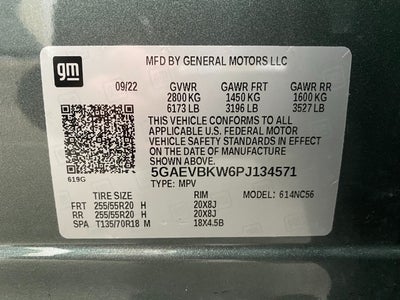 gm
MFD BY GENERAL MOTORS LLC
09/22 GVWR GAWR FRT GAWR RR
2800 KG 1450 KG 1600 KG
6173 LB 3196 LB 3527 LB
THIS VEHICLE CONFORMS TO ALL
APPLICABLE U.S. FEDERAL MOTOR
VEHICLE SAFETY STANDARDS IN EFFECT
ON THE DATE OF MANUFACTURE
SHOWN ABOVE.
619G
5GAEVBKW6PJ134571
TYPE: MPV
TIRE SIZE RIM MODEL: 614NC56
FRT 255/55R20 H 20X8J
RR 255/55R20 H 20X8J
SPA T135/70R18 M 18X4.5B